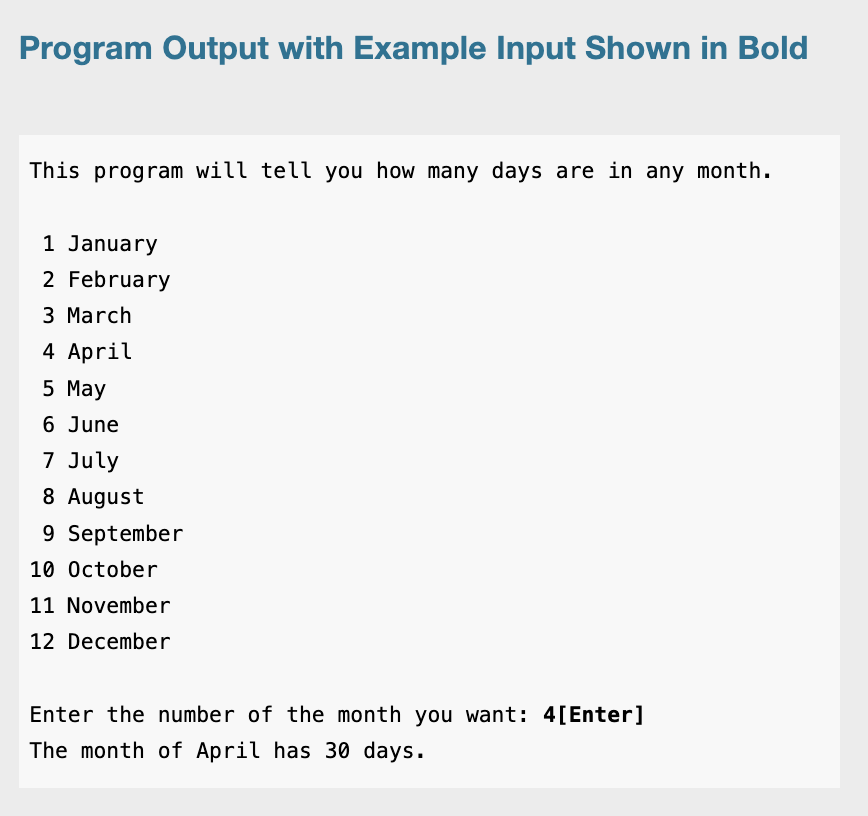 Program Output with Example Input Shown in Bold
This program will tell you how many days are in any month.
1 January
2 February
3 March
4 April
5 May
6 June
7 July
8 August
9 September
10 October
11 November
12 December
Enter the number of the month you want: 4[Enter]
The month of April has 30 days.